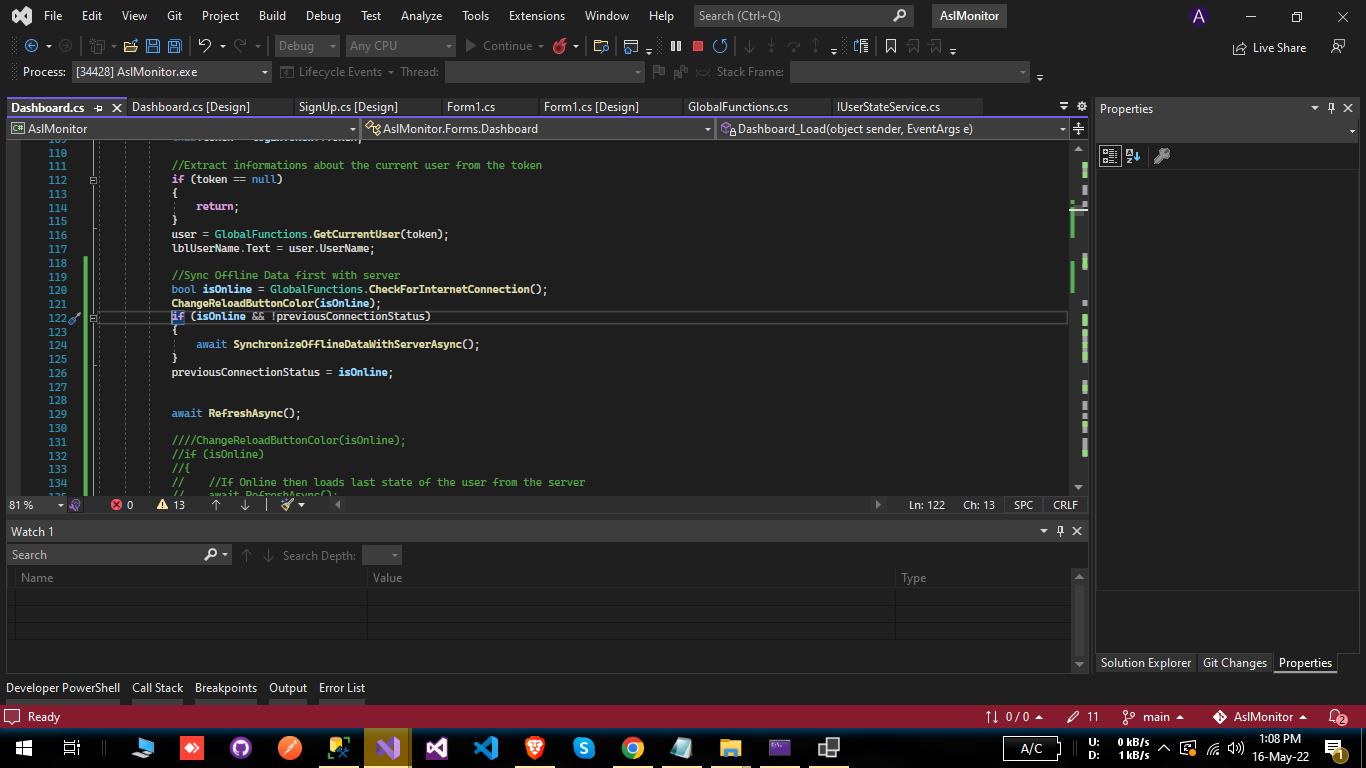 File Edit View Git Project Build Debug Test Analyze Tools Extensions Window Help Search (Ctrl+Q) AslMonitor A
Debug Any CPU Continue Live Share
Process: [34428] AslMonitor.exe Lifecycle Events Thread: Stack Frame:
Dashboard.cs Dashboard.cs [Design] SignUp.cs [Design] Form1.cs Form1.cs [Design] GlobalFunctions.cs IUserStateService.cs
AslMonitor AslMonitor.Forms.Dashboard Dashboard_Load(object sender, EventArgs e)
110
111 //Extract informations about the current user from the token
112 if (token == null)
113 {
114 return;
115 }
116 user = GlobalFunctions.GetCurrentUser(token);
117 lblUserName.Text = user.UserName;
118
119 //Sync Offline Data first with server
120 bool isOnline = GlobalFunctions.CheckForInternetConnection();
121 ChangeReloadButtonColor(isOnline);
122 if (isOnline && !previousConnectionStatus)
123 {
124 await SynchronizeOfflineDataWithServerAsync();
125 }
126 previousConnectionStatus = isOnline;
127
128
129 await RefreshAsync();
130
131 ////ChangeReloadButtonColor(isOnline);
132 //if (isOnline)
133 //{
134 // //If Online then loads last state of the user from the server
135 // await RefreshAsync();
81 % 0 13 Ln: 122 Ch: 13 SPC CRLF
Watch 1
Search Search Depth:
Name Value Type
Properties
Solution Explorer Git Changes Properties
Developer PowerShell Call Stack Breakpoints Output Error List
Ready 0 / 0 11 main AslMonitor 2
A/C U: 0 kB/s D: 1 kB/s 1:08 PM 16-May-22 1